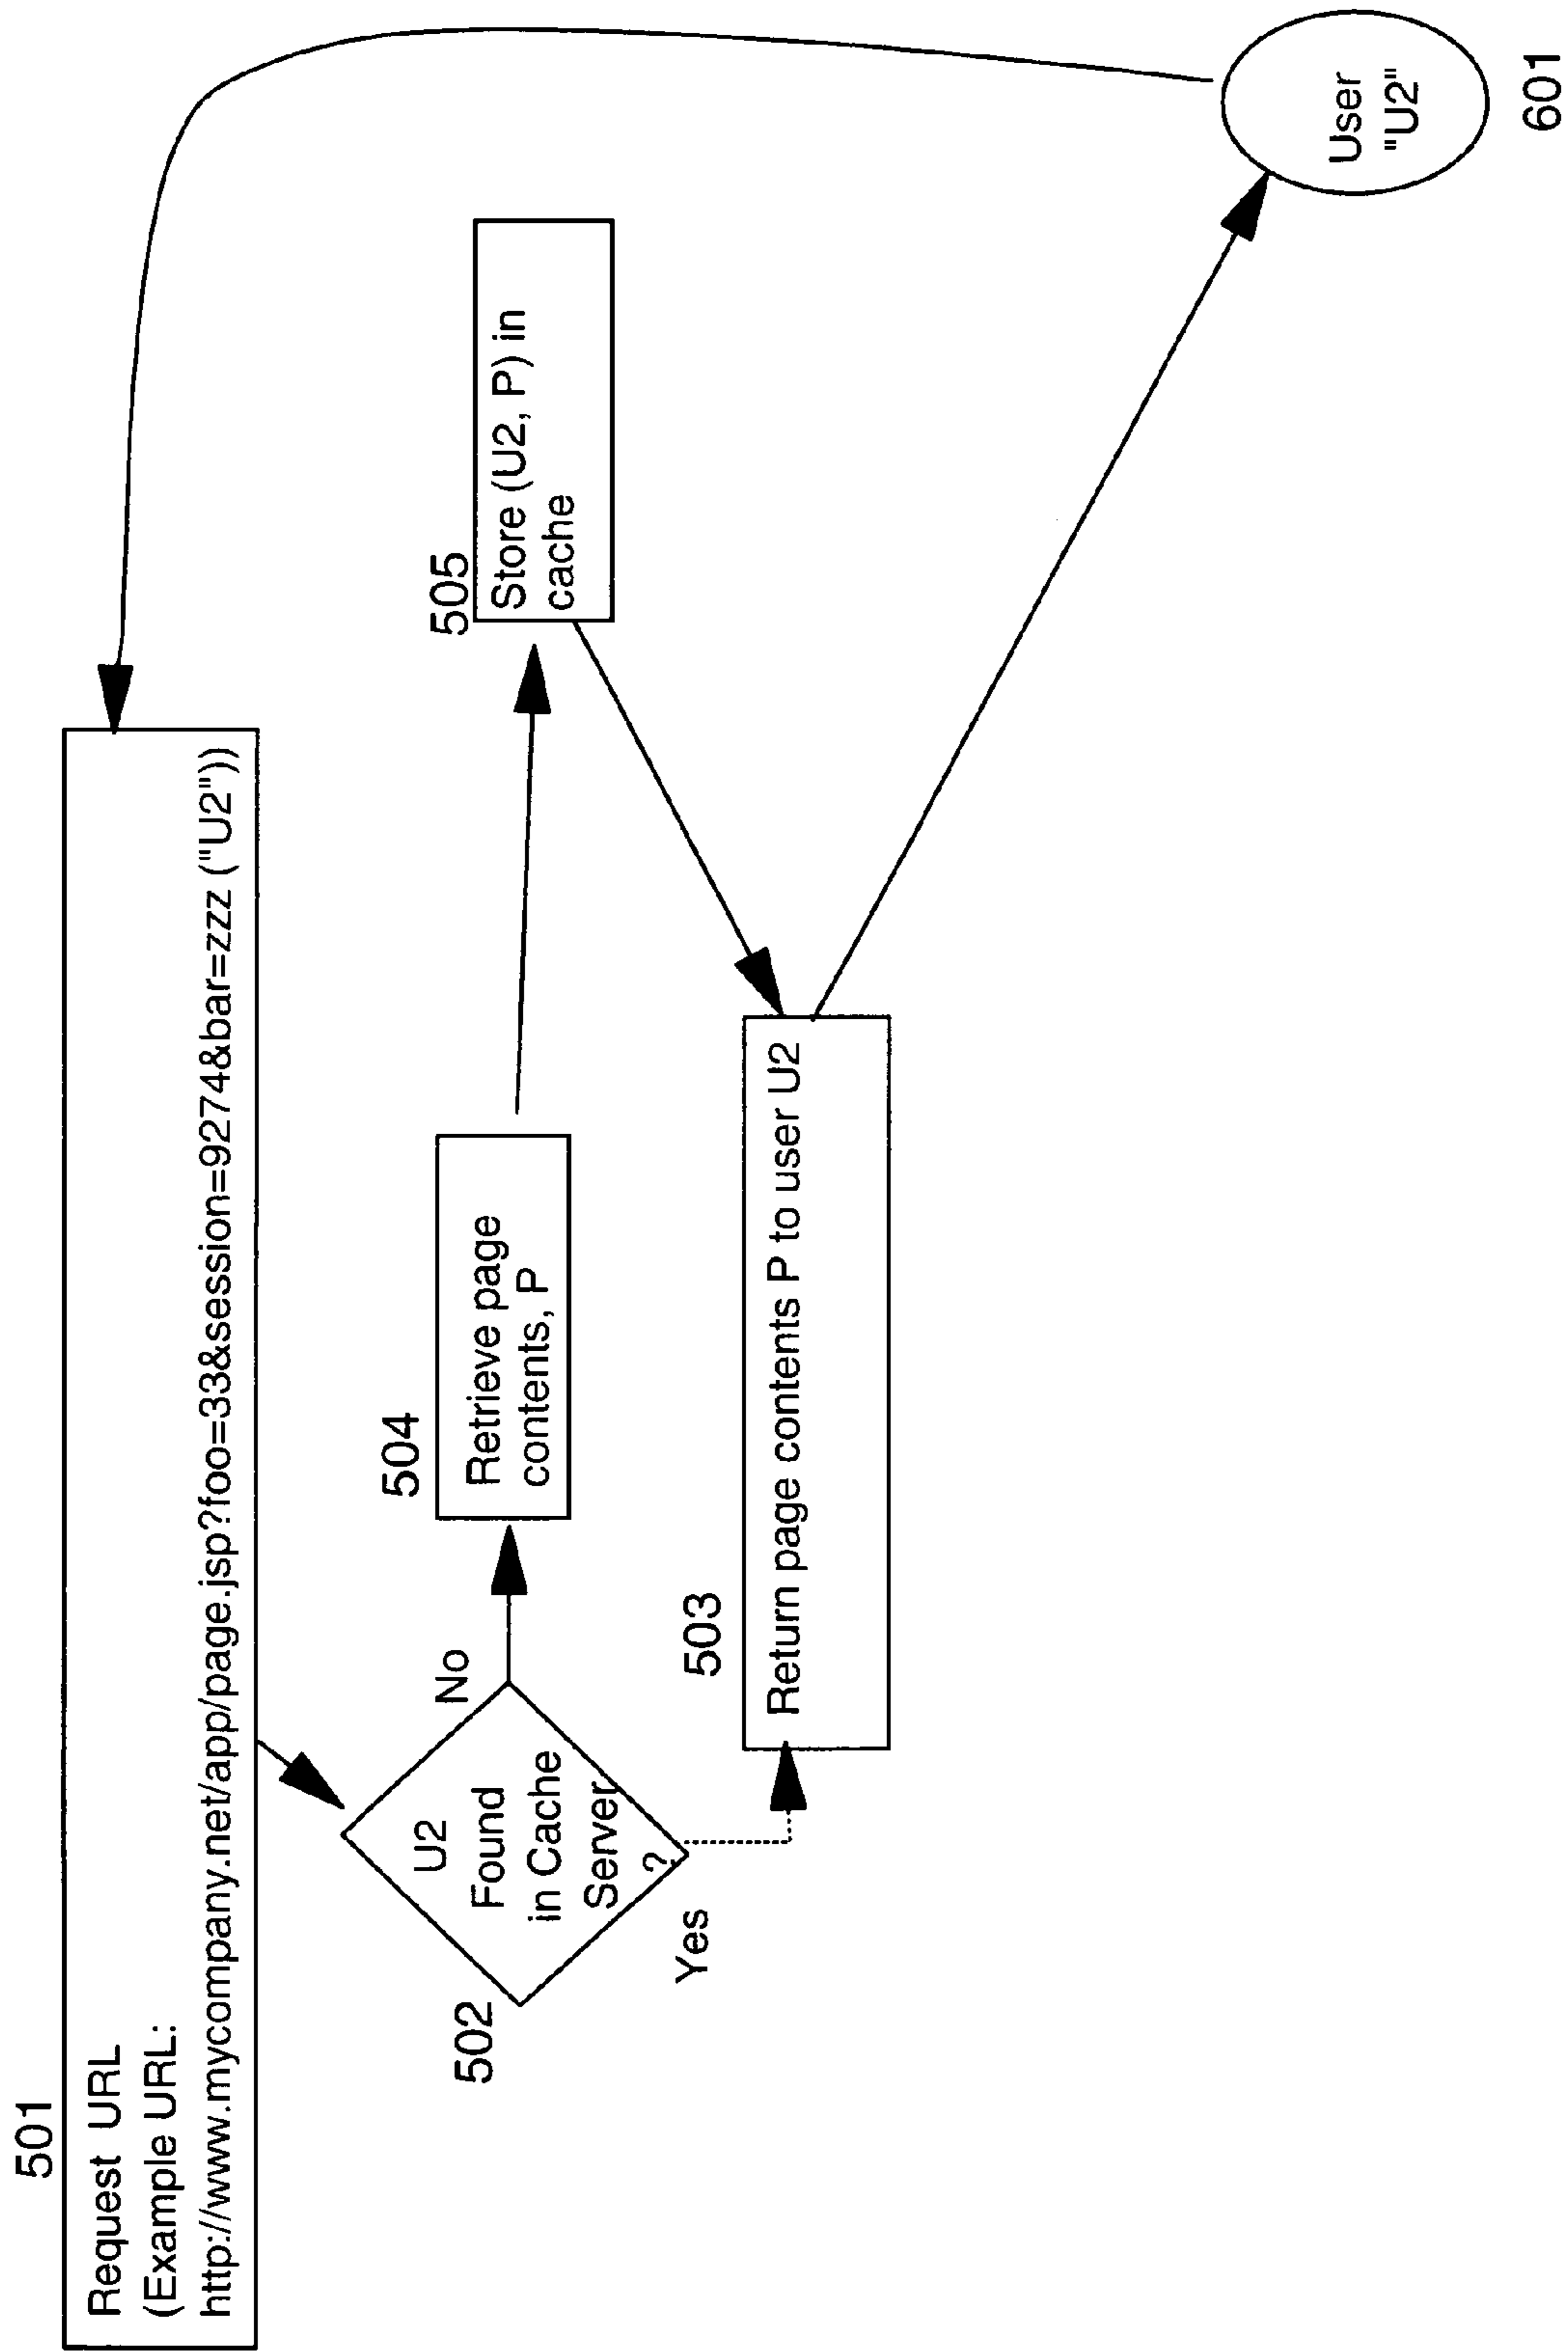 501
Request URL
(Example URL:
http://www.mycompany.net/app/page.jsp?foo=33&session=9274&bar=zzz ("U2"))
502
U2
Found
in Cache
Server
?
No
Yes
504
Retrieve page
contents, P
505
Store (U2, P) in
cache
503
Return page contents P to user U2
User
"U2"
601